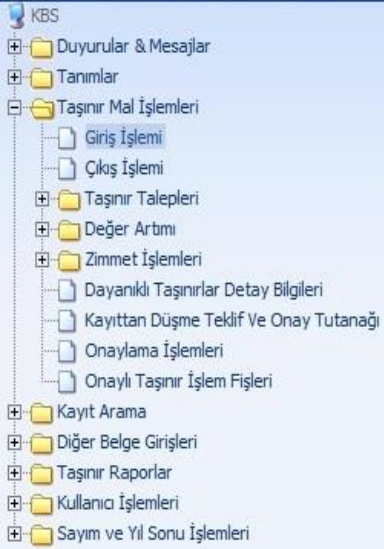 KBS
Duyurular & Mesajlar
Tanımlar
Taşınır Mal İşlemleri
Giriş İşlemi
Çıkış İşlemi
Taşınır Talepleri
Değer Artımı
Zimmet İşlemleri
Dayanıklı Taşınırlar Detay Bilgileri
Kayıttan Düşme Teklif Ve Onay Tutanağı
Onaylama İşlemleri
Onaylı Taşınır İşlem Fişleri
Kayıt Arama
Diğer Belge Girişleri
Taşınır Raporlar
Kullanıcı İşlemleri
Sayım ve Yıl Sonu İşlemleri